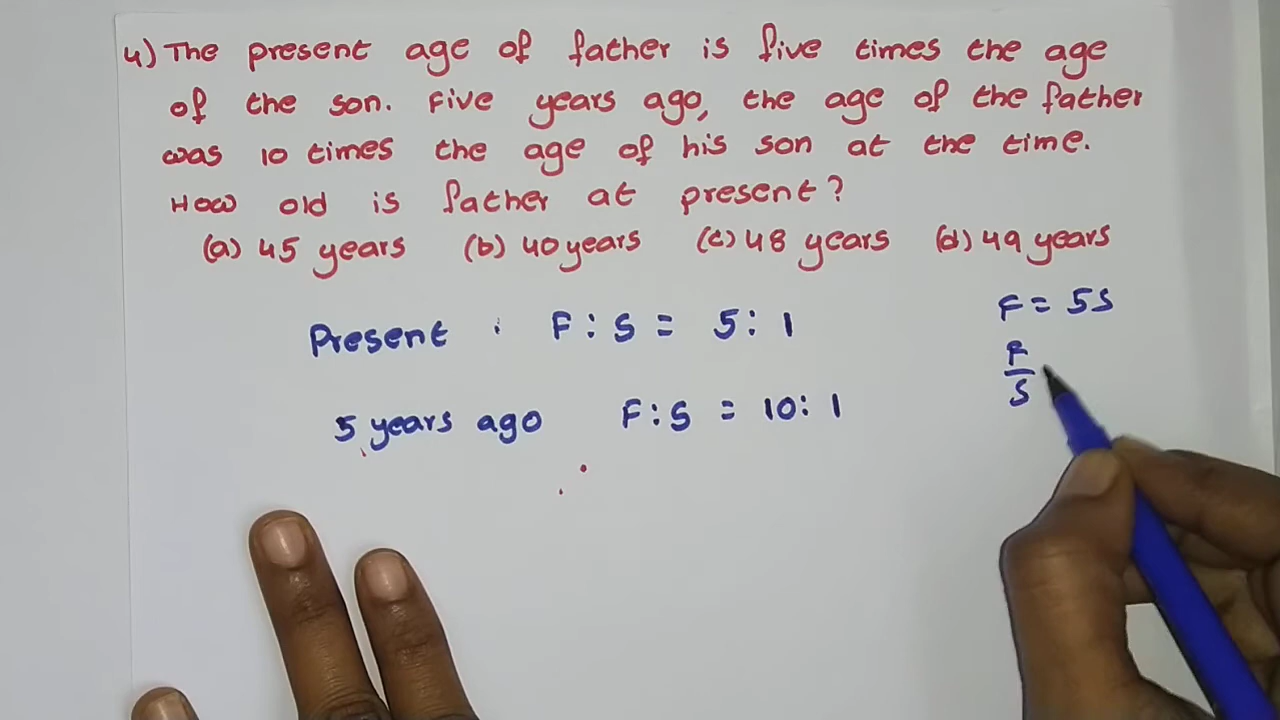 4) The present age of father is five times the age
of the son. Five years ago, the age of the father
was 10 times the age of his son at the time.
How old is father at present?
(a) 45 years (b) 40 years (c) 48 years (d) 49 years
Present : F : S = 5 : 1
5 years ago F : S = 10 : 1
F = 5S
F
S